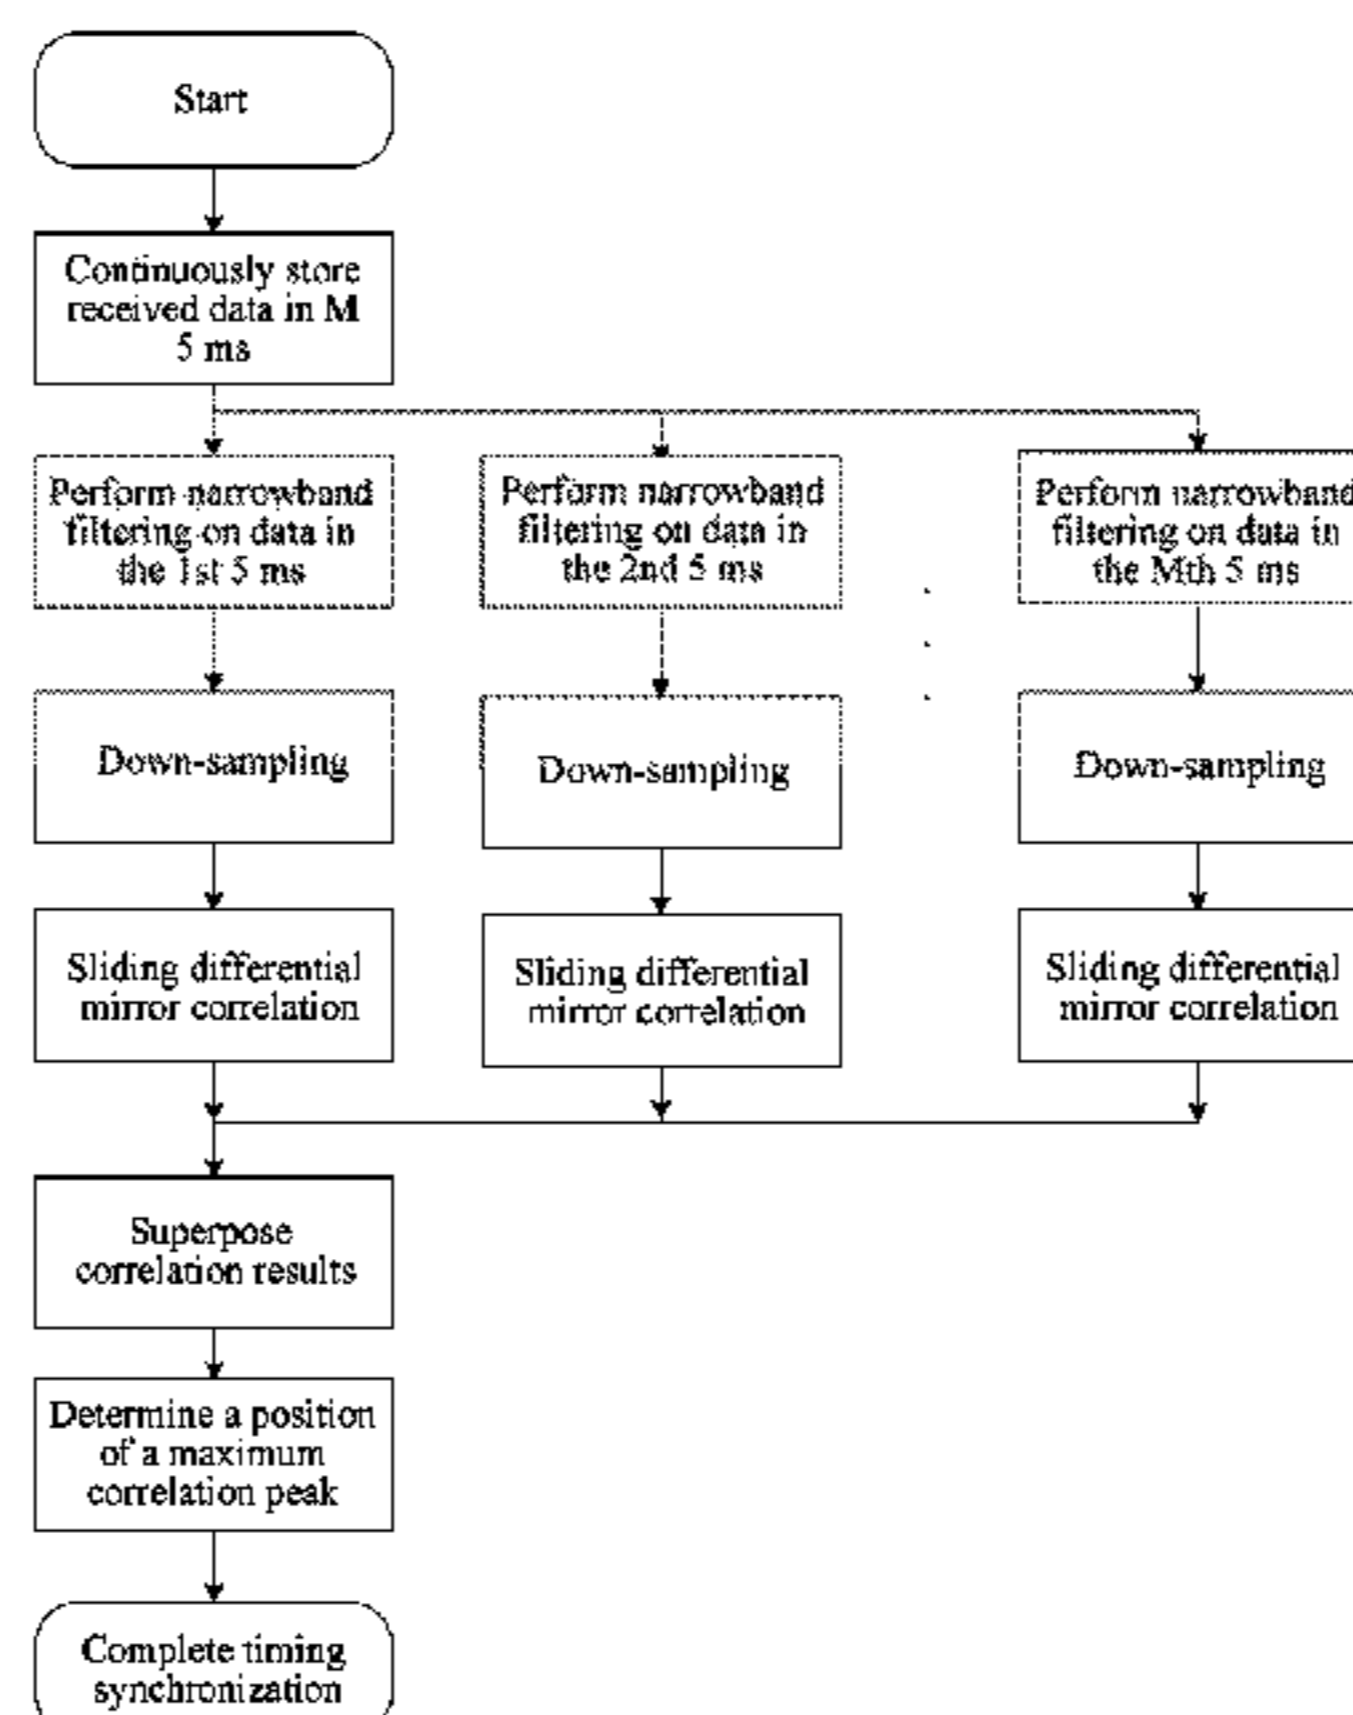 Start
Continuously store
received data in M
5 ms
Perform narrowband
filtering on data in
the 1st 5 ms
Perform narrowband
filtering on data in
the 2nd 5 ms
Perform narrowband
filtering on data in
the Mth 5 ms
Down-sampling
Down-sampling
Down-sampling
Sliding differential
mirror correlation
Sliding differential
mirror correlation
Sliding differential
mirror correlation
Superpose
correlation results
Determine a position
of a maximum
correlation peak
Complete timing
synchronization